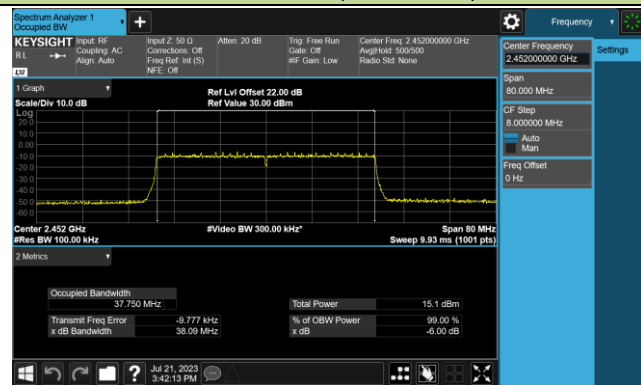 Spectrum Analyzer 1
Occupied BW
Frequency
KEYSIGHT
R L
LXI
Input: RF
Coupling: AC
Align: Auto
Input Z: 50 Ω
Corrections: Off
Freq Ref: Int (S)
NFE: Off
Atten: 20 dB
Trig: Free Run
Gate: Off
#IF Gain: Low
Center Freq: 2.452000000 GHz
Avg|Hold: 500/500
Radio Std: None
Center Frequency
2.452000000 GHz
Settings
Span
80.000 MHz
CF Step
8.000000 MHz
Auto
Man
Freq Offset
0 Hz
1 Graph
Scale/Div 10.0 dB
Ref Lvl Offset 22.00 dB
Ref Value 30.00 dBm
Log
20.0
10.0
0.00
-10.0
-20.0
-30.0
-40.0
-50.0
-60.0
Center 2.452 GHz
#Res BW 100.00 kHz
#Video BW 300.00 kHz*
Span 80 MHz
Sweep 9.93 ms (1001 pts)
2 Metrics
Occupied Bandwidth
37.750 MHz
Transmit Freq Error -9.777 kHz
x dB Bandwidth 38.09 MHz
Total Power 15.1 dBm
% of OBW Power 99.00 %
x dB -6.00 dB
?
Jul 21, 2023
3:42:13 PM